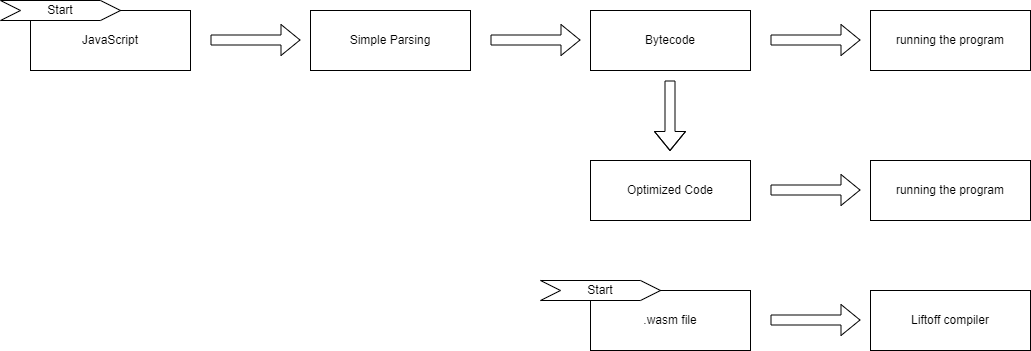 Start
JavaScript
Simple Parsing
Bytecode
running the program
Optimized Code
running the program
Start
.wasm file
Liftoff compiler